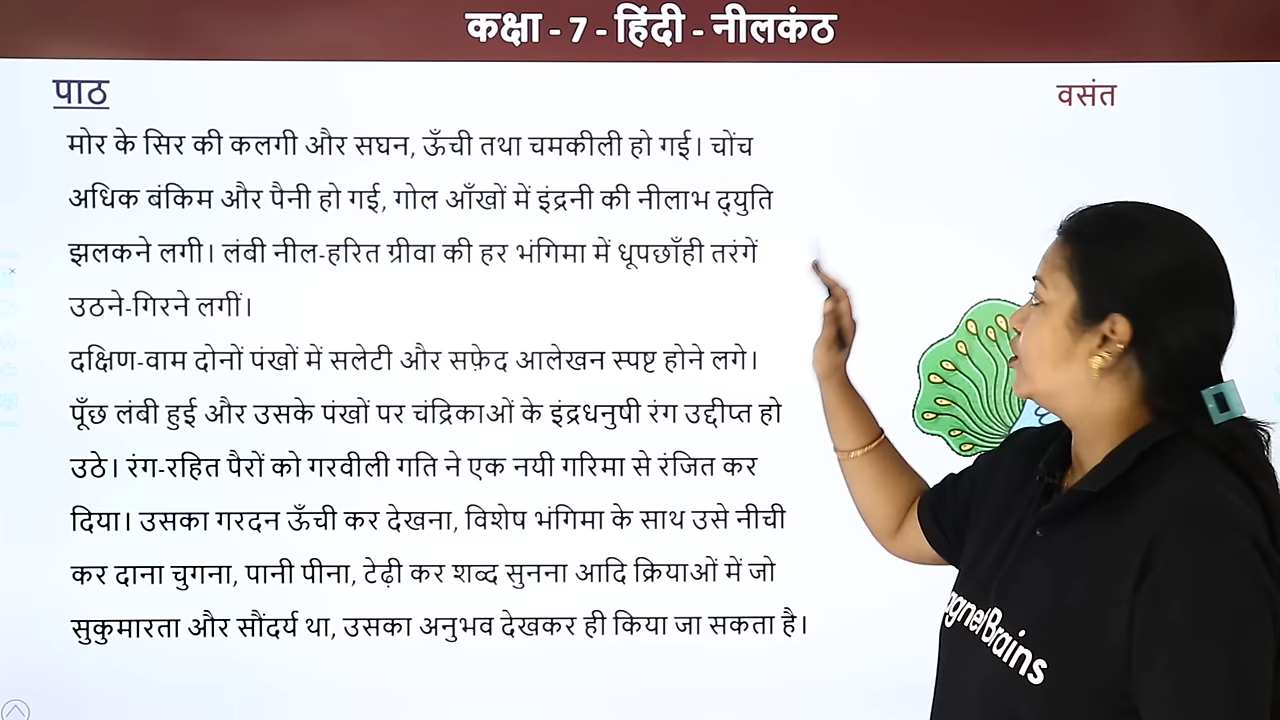 कक्षा - 7 - हिंदी - नीलकंठ
पाठ
वसंत
मोर के सिर की कलगी और सघन, ऊँची तथा चमकीली हो गई। चोंच
अधिक बंकिम और पैनी हो गई, गोल आँखों में इंद्रनी की नीलाभ द्युति
झलकने लगी। लंबी नील-हरित ग्रीवा की हर भंगिमा में धूपछाँही तरंगें
उठने-गिरने लगीं।
दक्षिण-वाम दोनों पंखों में सलेटी और सफ़ेद आलेखन स्पष्ट होने लगे।
पूँछ लंबी हुई और उसके पंखों पर चंद्रिकाओं के इंद्रधनुषी रंग उद्दीप्त हो
उठे। रंग-रहित पैरों को गरवीली गति ने एक नयी गरिमा से रंजित कर
दिया। उसका गरदन ऊँची कर देखना, विशेष भंगिमा के साथ उसे नीची
कर दाना चुगना, पानी पीना, टेढ़ी कर शब्द सुनना आदि क्रियाओं में जो
सुकुमारता और सौंदर्य था, उसका अनुभव देखकर ही किया जा सकता है।
agnetBrains